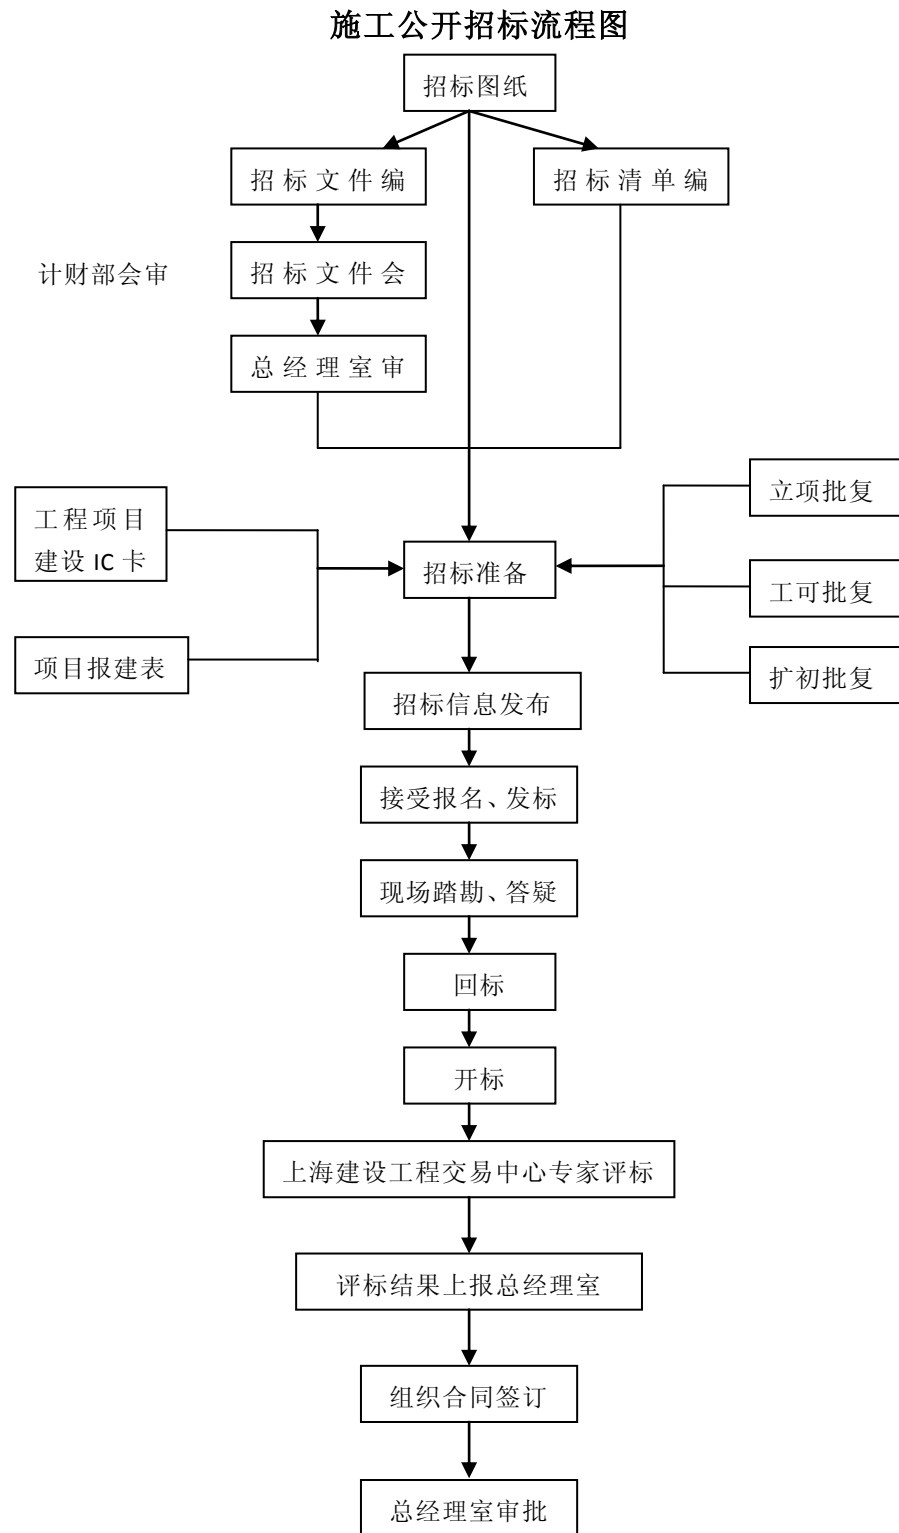 施工公开招标流程图
招标图纸
招标文件编
招标清单编
计财部会审
招标文件会
总经理室审
立项批复
工程项目
建设 IC 卡
招标准备
工可批复
项目报建表
扩初批复
招标信息发布
接受报名、发标
现场踏勘、答疑
回标
开标
上海建设工程交易中心专家评标
评标结果上报总经理室
组织合同签订
总经理室审批